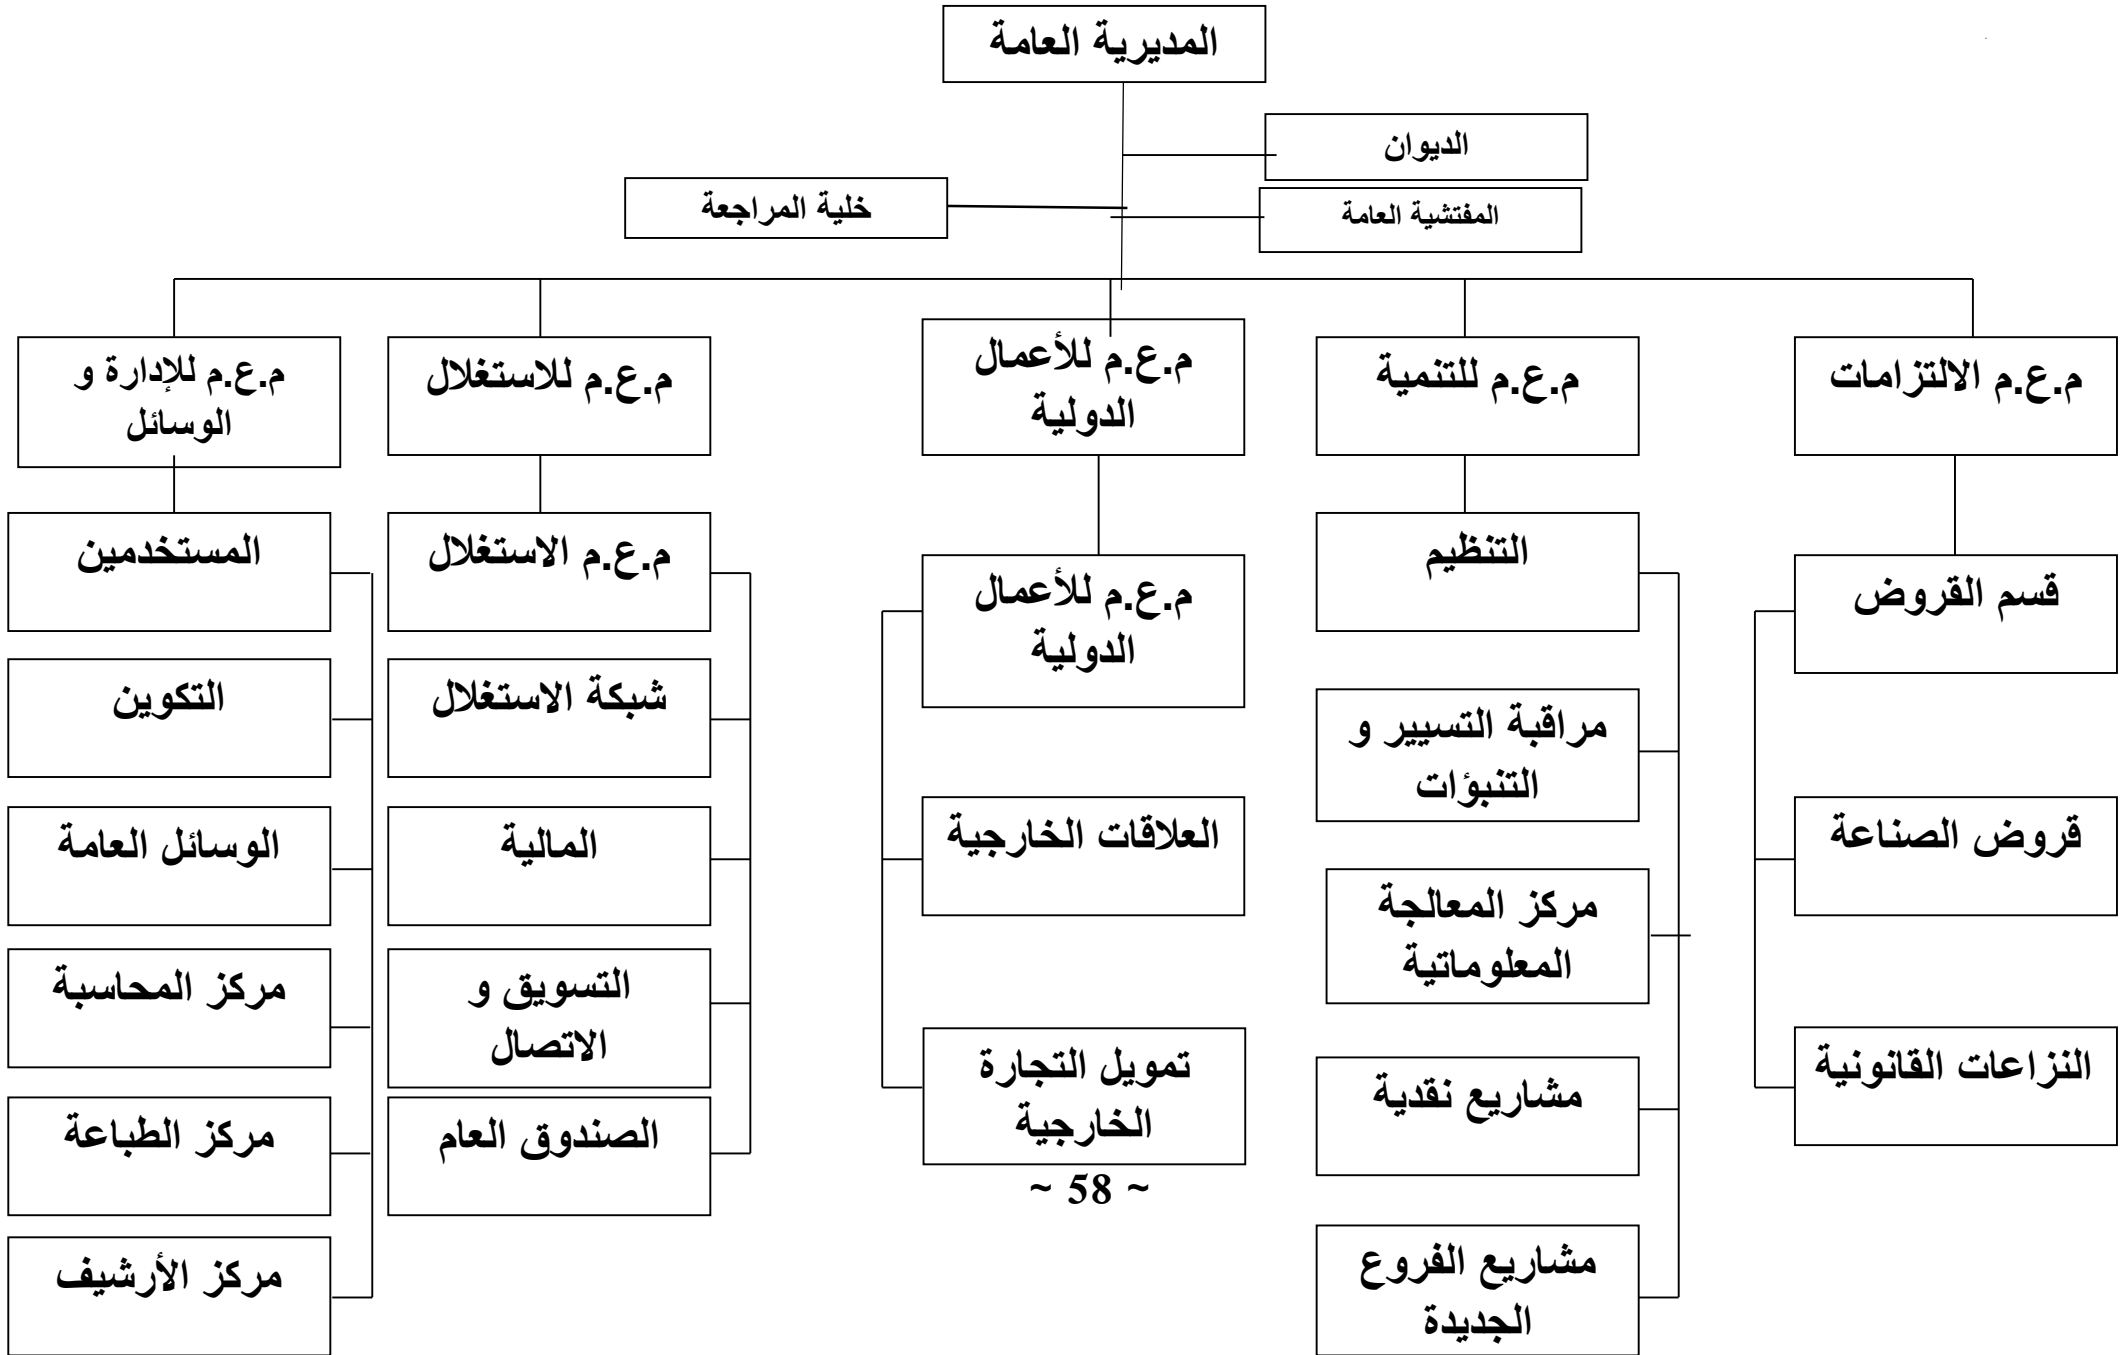 المديرية العامة
الديوان
المفتشية العامة
خلية المراجعة
م.ع.م الالتزامات
م.ع.م للتنمية
م.ع.م للأعمال
الدولية
م.ع.م للاستغلال
م.ع.م للإدارة و
الوسائل
قسم القروض
قروض الصناعة
النزاعات القانونية
التنظيم
مراقبة التسيير و
التنبؤات
مركز المعالجة
المعلوماتية
مشاريع نقدية
مشاريع الفروع
الجديدة
م.ع.م للأعمال
الدولية
العلاقات الخارجية
تمويل التجارة
الخارجية
م.ع.م الاستغلال
شبكة الاستغلال
المالية
التسويق و
الاتصال
الصندوق العام
المستخدمين
التكوين
الوسائل العامة
مركز المحاسبة
مركز الطباعة
مركز الأرشيف
~ 58 ~